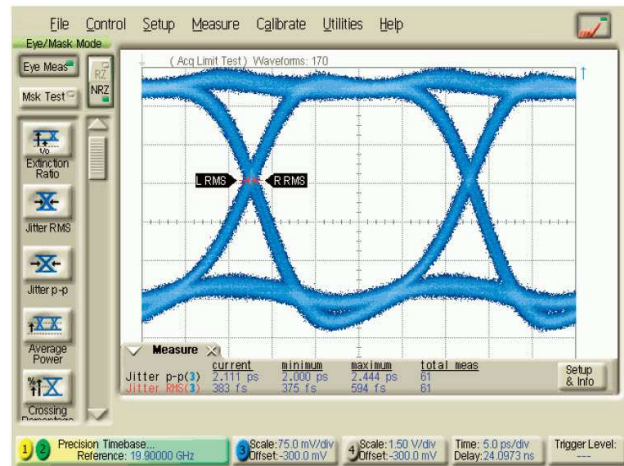 File Control Setup Measure Calibrate Utilities Help
Eye/Mask Mode
( Acq Limit Test ) Waveforms: 170
Eye Meas
RZ
NRZ
Msk Test
Extinction
Ratio
L RMS
R RMS
Jitter RMS
Jitter p-p
Average
Power
Crossing
Measure
current minimum maximum total meas
Jitter p-p(3) 2.111 ps 2.000 ps 2.444 ps 61
Jitter RMS(3) 383 fs 375 fs 594 fs 61
Setup
& Info
1 2 Precision Timebase...
Reference: 19.90000 GHz
3 Scale:75.0 mV/div
Offset:-300.0 mV
4 Scale:1.50 V/div
Offset:-300.0 mV
Time: 5.0 ps/div
Delay:24.0973 ns
Trigger Level:
---